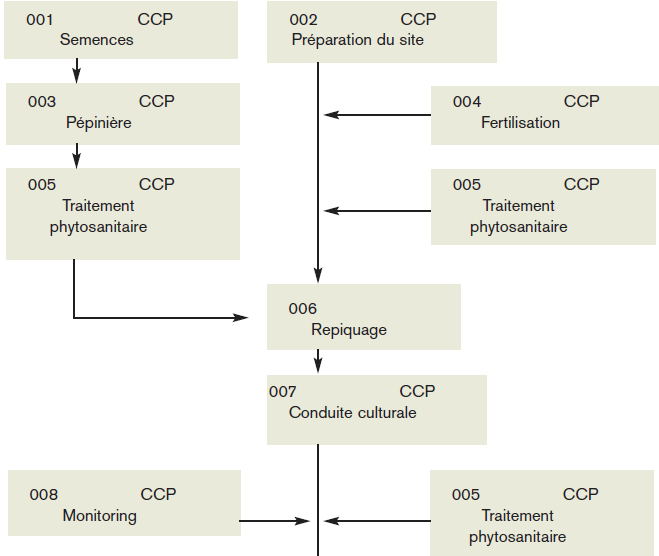 001 CCP
Semences
002 CCP
Préparation du site
003 CCP
Pépinière
004 CCP
Fertilisation
005 CCP
Traitement
phytosanitaire
005 CCP
Traitement
phytosanitaire
006
Repiquage
007 CCP
Conduite culturale
008 CCP
Monitoring
005 CCP
Traitement
phytosanitaire